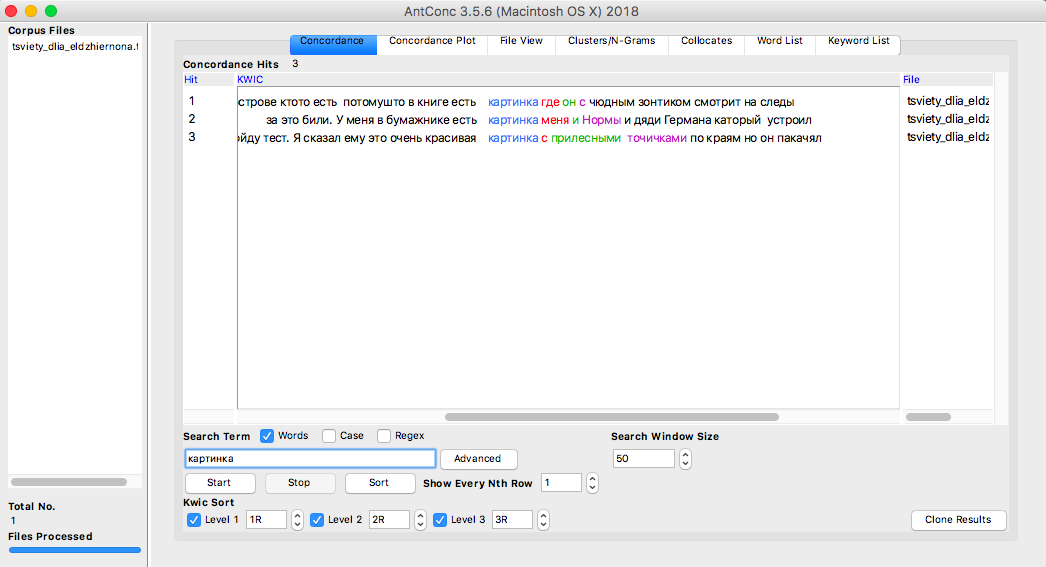 AntConc 3.5.6 (Macintosh OS X) 2018
Corpus Files
tsviety_dlia_eldzhiernona.t
Concordance Concordance Plot File View Clusters/N-Grams Collocates Word List Keyword List
Concordance Hits 3
Hit KWIC File
1 строве ктото есть потомушто в книге есть картинка где он с чюдным зонтиком смотрит на следы tsviety_dlia_eldz
2 за это били. У меня в бумажнике есть картинка меня и Нормы и дяди Германа каторый устроил tsviety_dlia_eldz
3 ойду тест. Я сказал ему это очень красивая картинка с прилесными точичками по краям но он пакачял tsviety_dlia_eldz
Search Term Words Case Regex Search Window Size
картинка Advanced 50
Start Stop Sort Show Every Nth Row 1
Kwic Sort
Level 1 1R Level 2 2R Level 3 3R Clone Results
Total No.
1
Files Processed